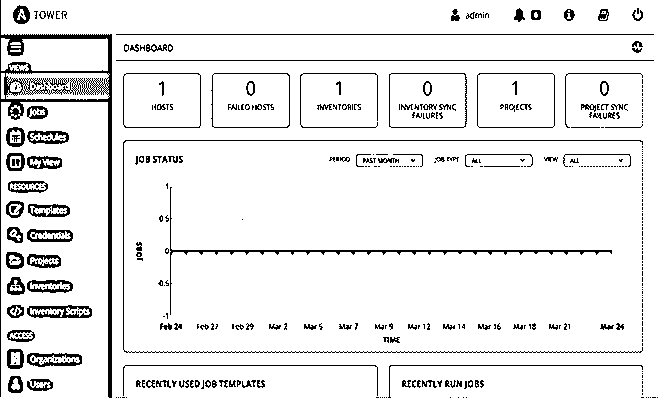 TOWER
admin
0
VIEWS
Dashboard
Jobs
Schedules
My View
RESOURCES
Templates
Credentials
Projects
Inventories
Inventory Scripts
ACCESS
Organizations
Users
DASHBOARD
1 0 1 0 1 0
HOSTS FAILED HOSTS INVENTORIES INVENTORY SYNC FAILURES PROJECTS PROJECT SYNC FAILURES
JOB STATUS
PERIOD PAST MONTH JOB TYPE ALL VIEW ALL
1
0.5
0
-0.5
-1
JOBS
Feb 24 Feb 27 Feb 29 Mar 2 Mar 5 Mar 7 Mar 9 Mar 12 Mar 14 Mar 16 Mar 18 Mar 21 Mar 24
TIME
RECENTLY USED JOB TEMPLATES
RECENTLY RUN JOBS